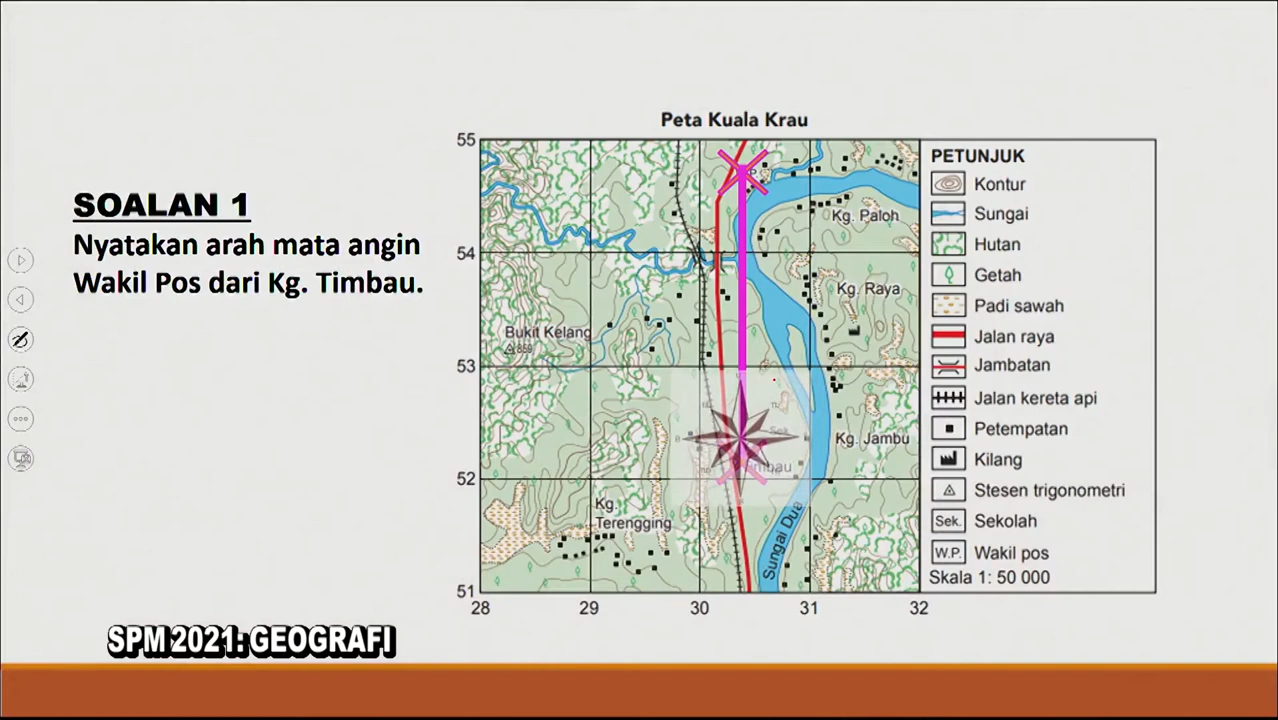 Peta Kuala Krau
SOALAN 1
Nyatakan arah mata angin
Wakil Pos dari Kg. Timbau.
55
54
53
52
51
28
29
30
31
32
Kg. Paloh
Kg. Raya
Bukit Kelang
859
Sek.
Kg. Jambu
Kg.
Terengging
Sungai Dua
PETUNJUK
Kontur
Sungai
Hutan
Getah
Padi sawah
Jalan raya
Jambatan
Jalan kereta api
Petempatan
Kilang
Stesen trigonometri
Sek. Sekolah
W.P. Wakil pos
Skala 1: 50 000
SPM 2021: GEOGRAFI